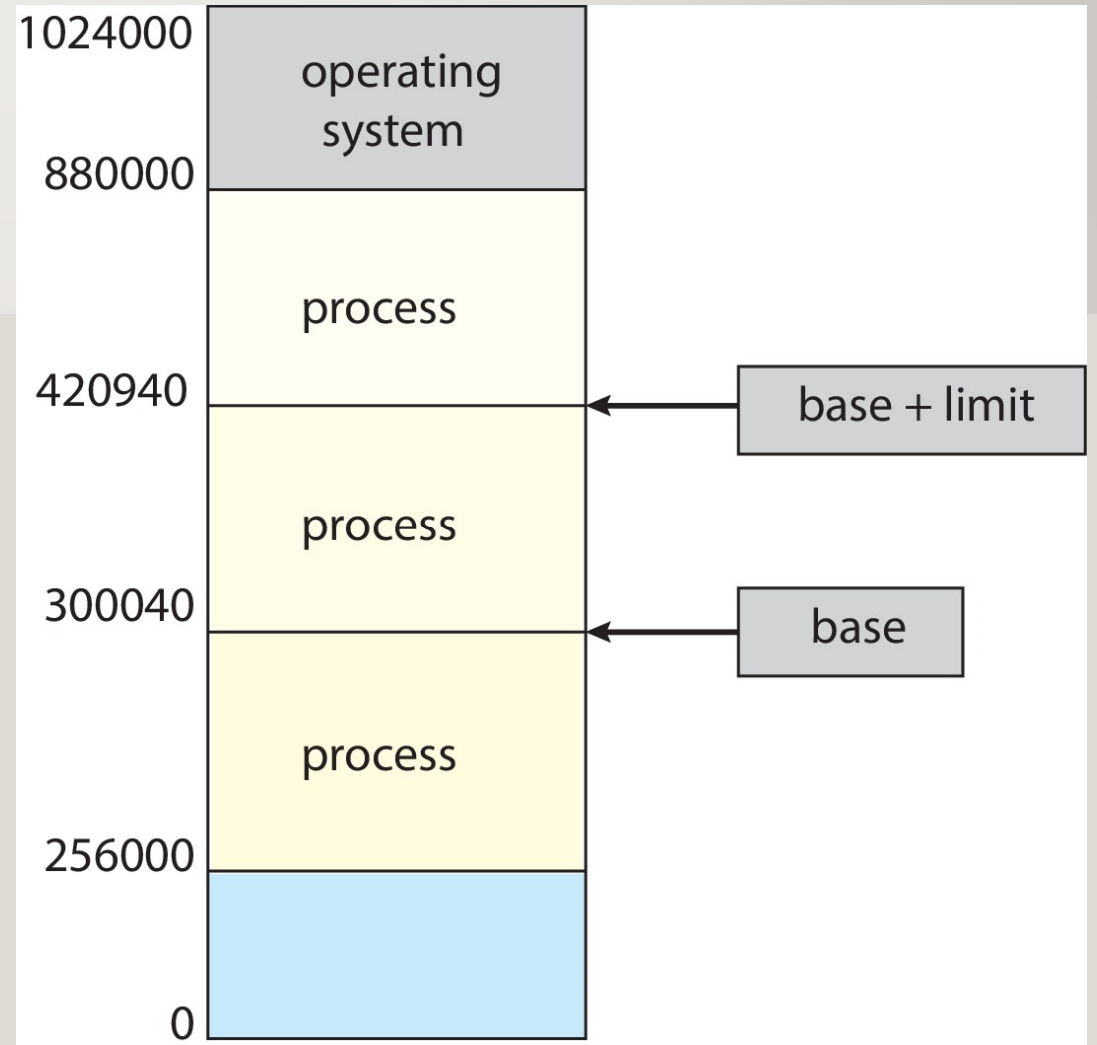 1024000
operating
system
880000
process
420940
base + limit
process
300040
base
process
256000
0